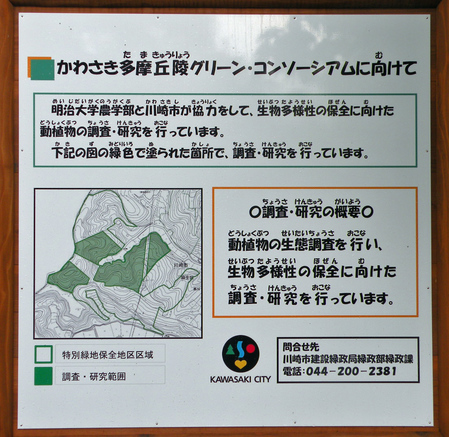 かわさき多摩丘陵グリーン・コンソーシアムに向けて
明治大学農学部と川崎市が協力をして、生物多様性の保全に向けた
動植物の調査・研究を行っています。
下記の図の緑色で塗られた箇所で、調査・研究を行っています。
○調査・研究の概要○
動植物の生態調査を行い、
生物多様性の保全に向けた
調査・研究を行っています。
特別緑地保全地区区域
調査・研究範囲
KAWASAKI CITY
問合せ先
川崎市建設緑政局緑政部緑政課
電話：044-200-2381